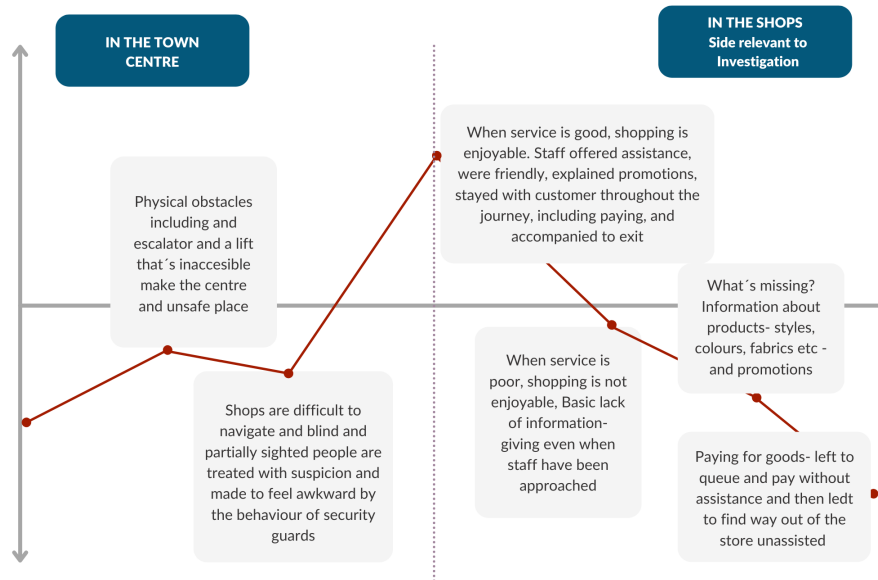 IN THE TOWN
CENTRE
IN THE SHOPS
Side relevant to
Investigation
Physical obstacles
including and
escalator and a lift
that´s inaccesible
make the centre
and unsafe place
Shops are difficult to
navigate and blind and
partially sighted people are
treated with suspicion and
made to feel awkward by
the behaviour of security
guards
When service is good, shopping is
enjoyable. Staff offered assistance,
were friendly, explained promotions,
stayed with customer throughout the
journey, including paying, and
accompanied to exit
When service is
poor, shopping is not
enjoyable, Basic lack
of information-
giving even when
staff have been
approached
What´s missing?
Information about
products- styles,
colours, fabrics etc -
and promotions
Paying for goods- left to
queue and pay without
assistance and then ledt
to find way out of the
store unassisted